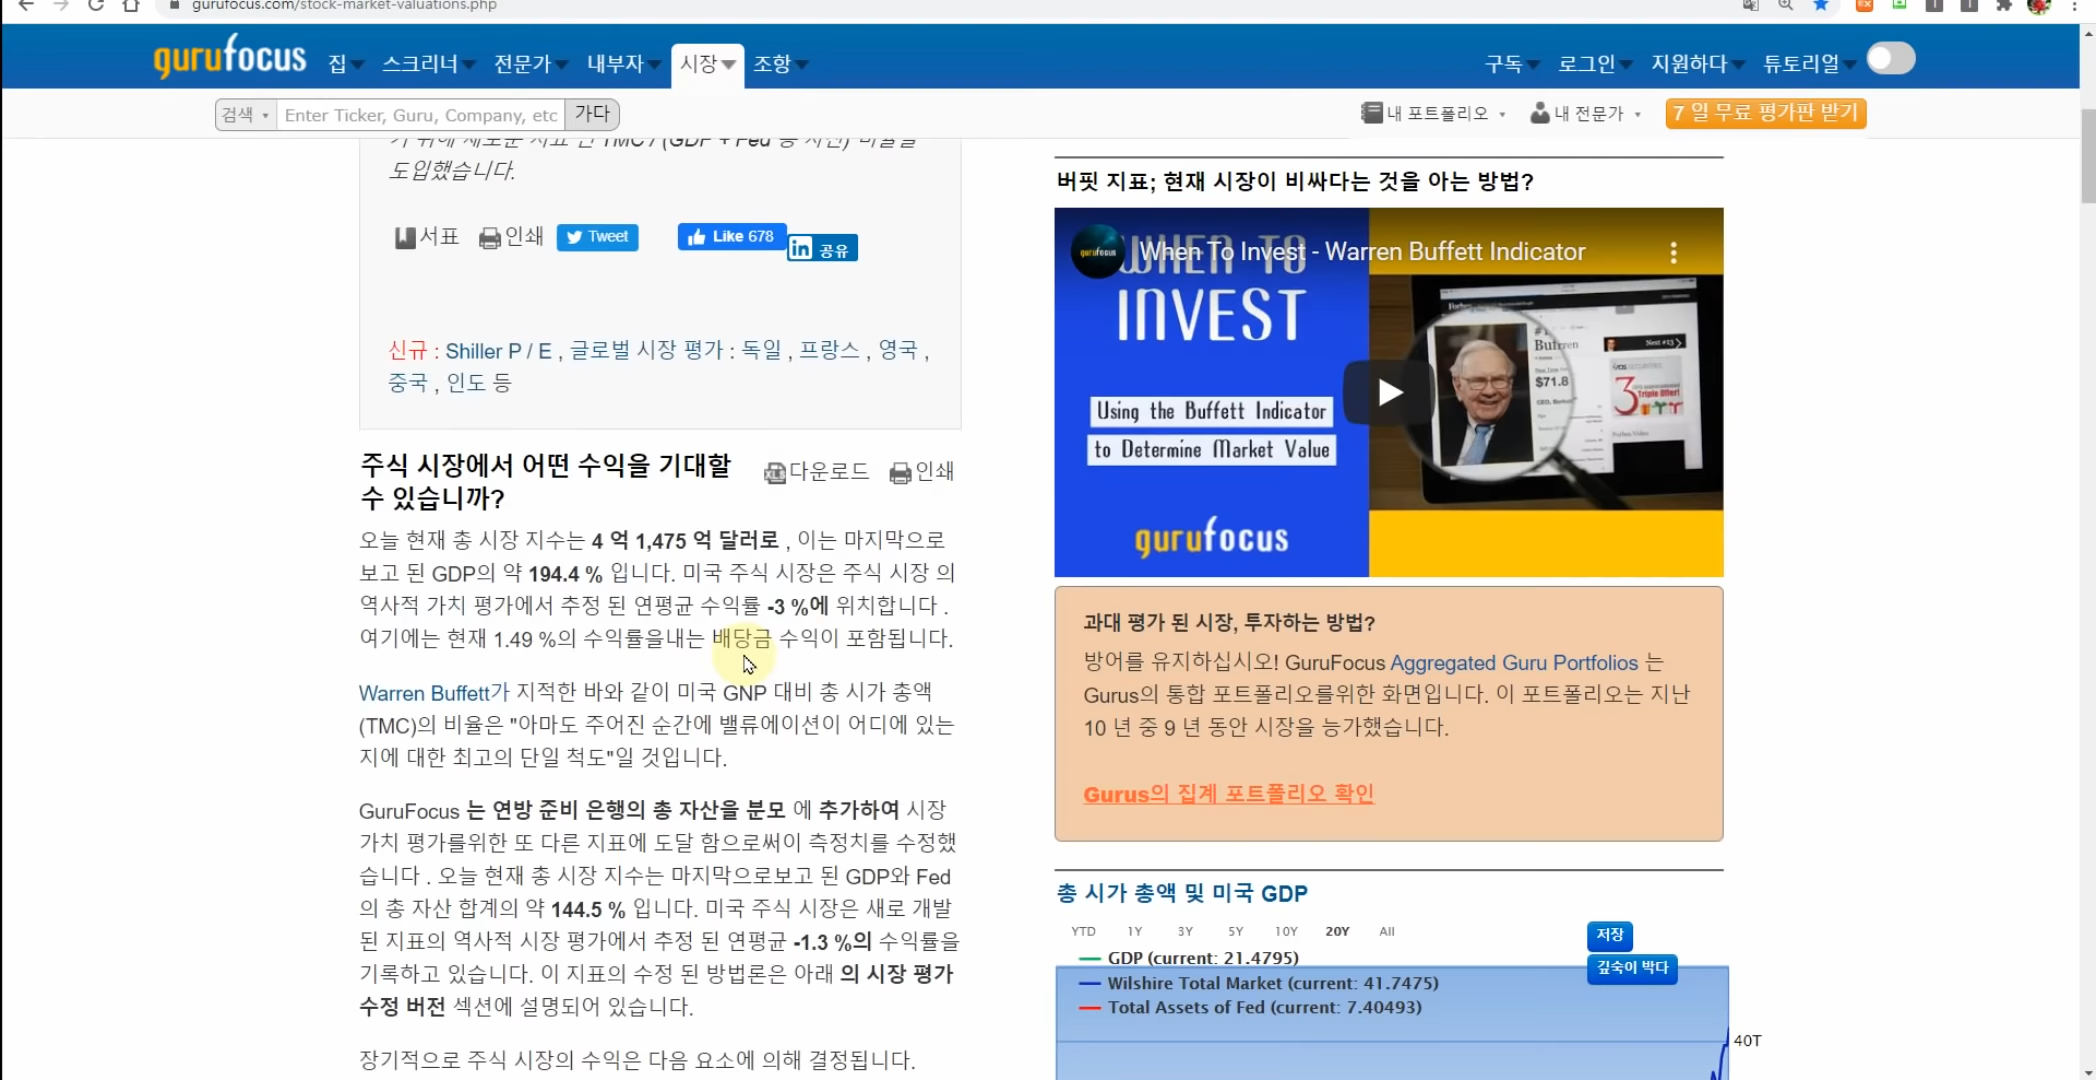 gurufocus.com/stock-market-valuations.php
gurufocus 집 스크리너 전문가 내부자 시장 조항 구독 로그인 지원하다 튜토리얼
검색 Enter Ticker, Guru, Company, etc 가다 내 포트폴리오 내 전문가 7 일 무료 평가판 받기
TMC / (GDP + Fed
도입했습니다.
서표 인쇄 Tweet Like 678 in 공유
신규 : Shiller P / E , 글로벌 시장 평가 : 독일 , 프랑스 , 영국 ,
중국 , 인도 등
주식 시장에서 어떤 수익을 기대할
수 있습니까?
다운로드 인쇄
오늘 현재 총 시장 지수는 4 억 1,475 억 달러로 , 이는 마지막으로
보고 된 GDP의 약 194.4 % 입니다. 미국 주식 시장은 주식 시장 의
역사적 가치 평가에서 추정 된 연평균 수익률 -3 %에 위치합니다 .
여기에는 현재 1.49 %의 수익률을내는 배당금 수익이 포함됩니다.
Warren Buffett가 지적한 바와 같이 미국 GNP 대비 총 시가 총액
(TMC)의 비율은 "아마도 주어진 순간에 밸류에이션이 어디에 있는
지에 대한 최고의 단일 척도"일 것입니다.
GuruFocus 는 연방 준비 은행의 총 자산을 분모 에 추가하여 시장
가치 평가를위한 또 다른 지표에 도달 함으로써이 측정치를 수정했
습니다 . 오늘 현재 총 시장 지수는 마지막으로보고 된 GDP와 Fed
의 총 자산 합계의 약 144.5 % 입니다. 미국 주식 시장은 새로 개발
된 지표의 역사적 시장 평가에서 추정 된 연평균 -1.3 %의 수익률을
기록하고 있습니다. 이 지표의 수정 된 방법론은 아래 의 시장 평가
수정 버전 섹션에 설명되어 있습니다.
장기적으로 주식 시장의 수익은 다음 요소에 의해 결정됩니다.
버핏 지표; 현재 시장이 비싸다는 것을 아는 방법?
gurufocus
When To Invest - Warren Buffett Indicator
WHEN TO
INVEST
Using the Buffett Indicator
to Determine Market Value
gurufocus
$71.8
Next #13
3
Triple Offer!
과대 평가 된 시장, 투자하는 방법?
방어를 유지하십시오! GuruFocus Aggregated Guru Portfolios 는
Gurus의 통합 포트폴리오를위한 화면입니다. 이 포트폴리오는 지난
10 년 중 9 년 동안 시장을 능가했습니다.
Gurus의 집계 포트폴리오 확인
총 시가 총액 및 미국 GDP
YTD 1Y 3Y 5Y 10Y 20Y All
저장
깊숙이 박다
GDP (current: 21.4795)
Wilshire Total Market (current: 41.7475)
Total Assets of Fed (current: 7.40493)
40T